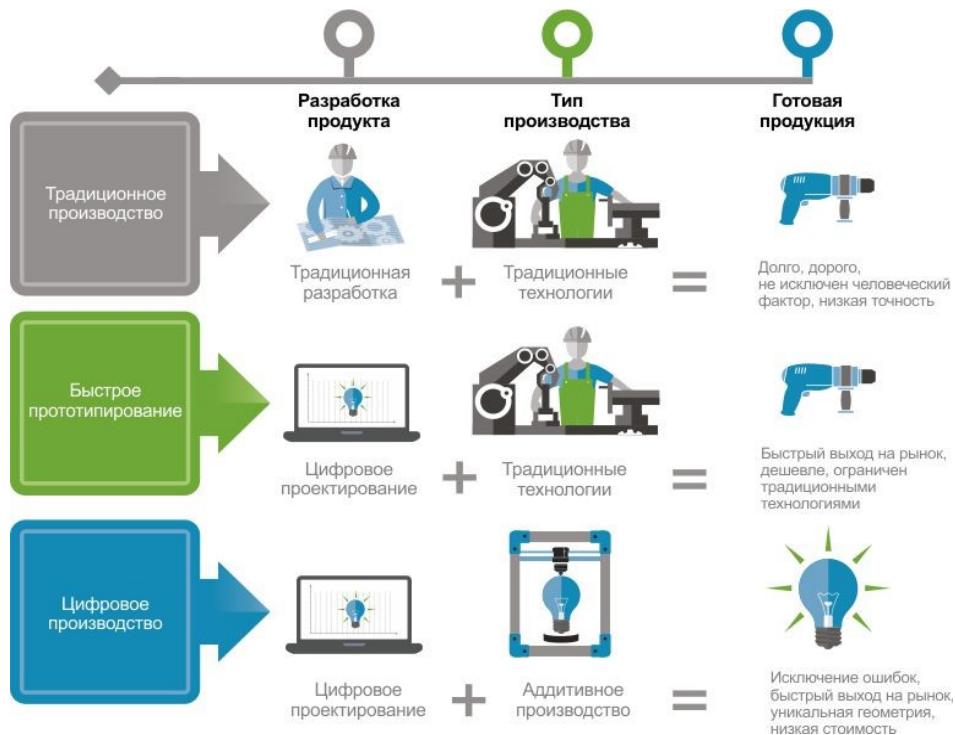 Разработка
продукта
Тип
производства
Готовая
продукция
Традиционное
производство
Традиционная
разработка
+
Традиционные
технологии
=
Долго, дорого,
не исключен человеческий
фактор, низкая точность
Быстрое
прототипирование
Цифровое
проектирование
+
Традиционные
технологии
=
Быстрый выход на рынок,
дешевле, ограничен
традиционными
технологиями
Цифровое
производство
Цифровое
проектирование
+
Аддитивное
производство
=
Исключение ошибок,
быстрый выход на рынок,
уникальная геометрия,
низкая стоимость